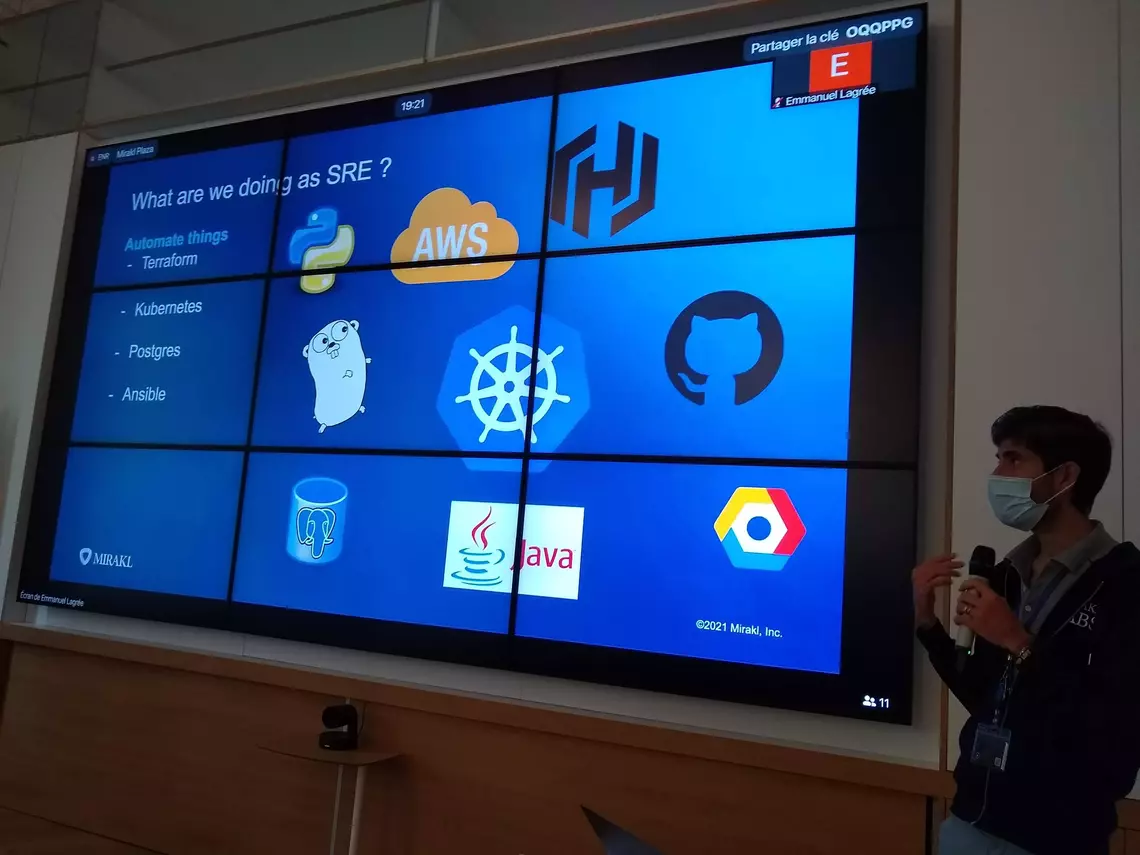 Partager la clé OQQPPG
E
Emmanuel Lagrée
19:21
ENR Mirakl Plaza
What are we doing as SRE ?
Automate things
- Terraform
- Kubernetes
- Postgres
- Ansible
AWS
Java
MIRAKL
©2021 Mirakl, Inc.
Écran de Emmanuel Lagrée
11